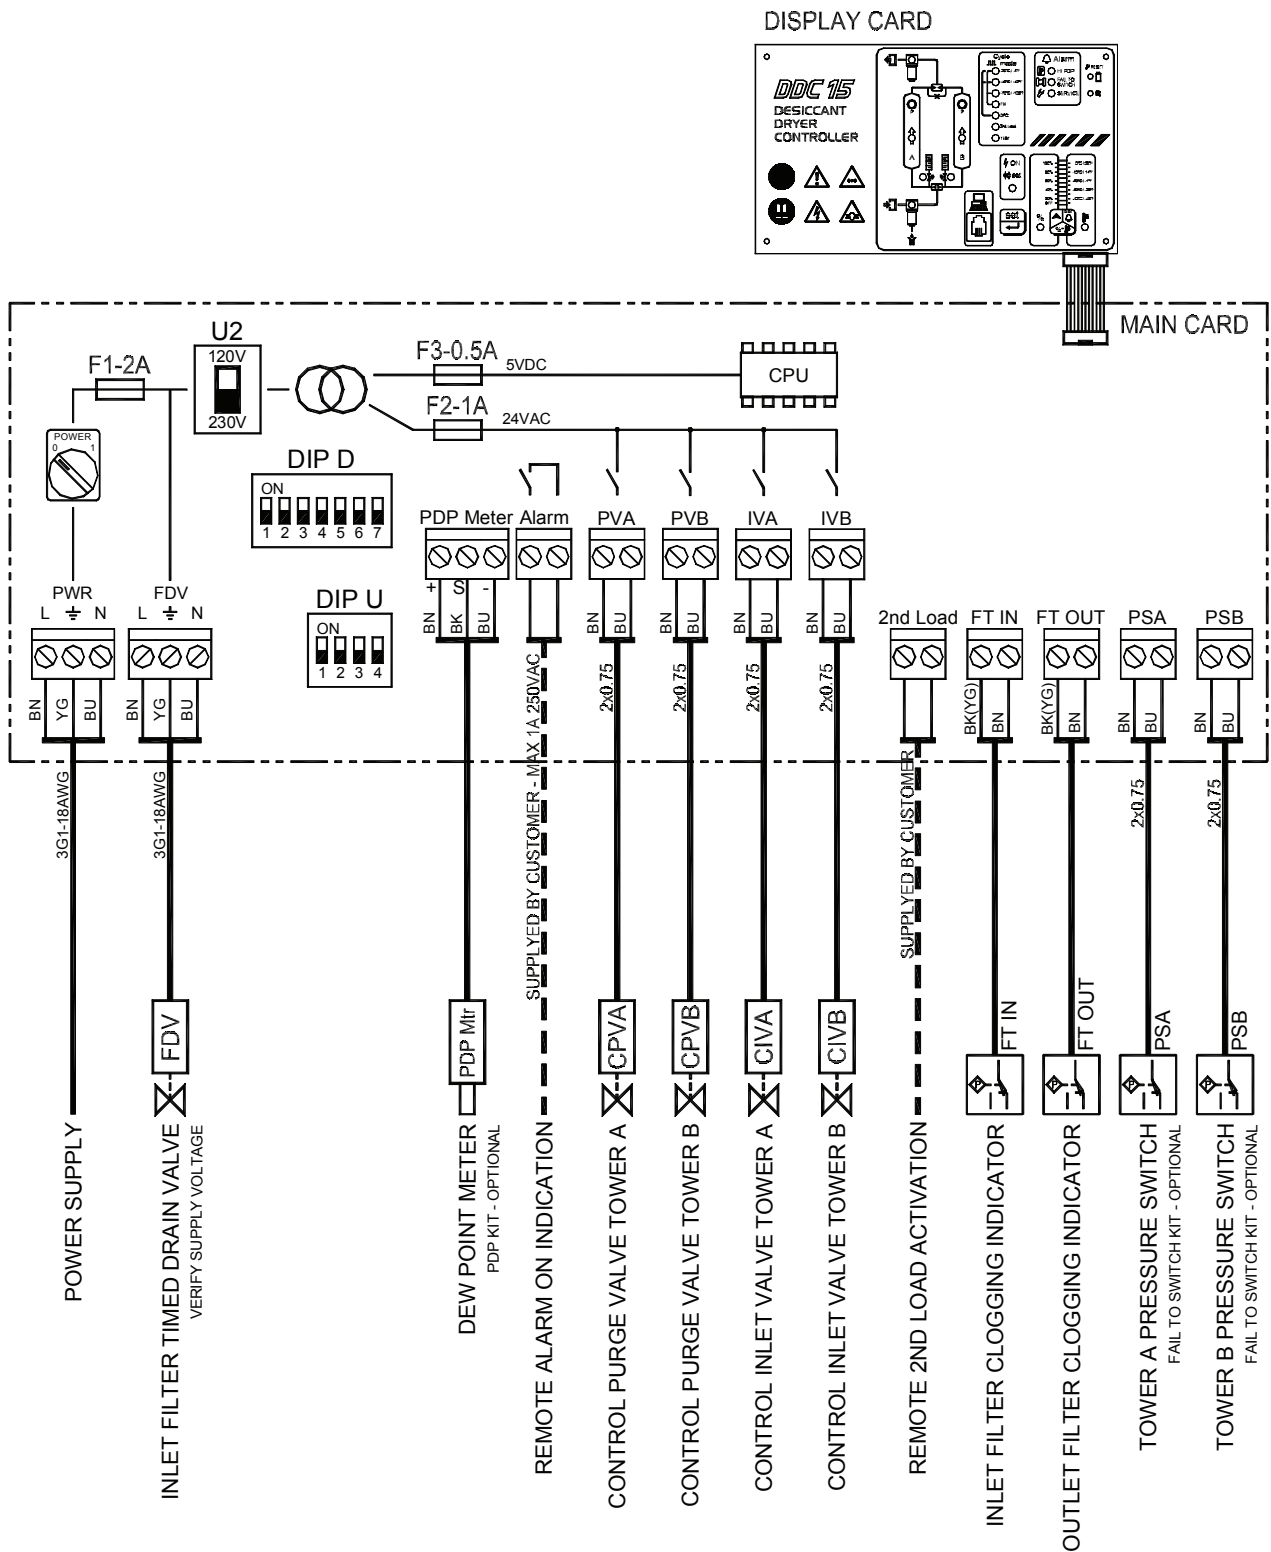 DISPLAY CARD
DDC 15
DESICCANT
DRYER
CONTROLLER
Cycle
mode
Alarm
A
B
ON
set
MAIN CARD
U2
120V
230V
F1-2A
F3-0.5A
5VDC
CPU
F2-1A
24VAC
POWER
0 1
DIP D
ON
1 2 3 4 5 6 7
DIP U
ON
1 2 3 4
PDP Meter
Alarm
PVA
PVB
IVA
IVB
PWR
L N
FDV
L N
+ S -
2nd Load
FT IN
FT OUT
PSA
PSB
BN
YG
BU
BN
YG
BU
BN
BK
BU
BN
BU
BN
BU
BN
BU
BN
BU
BK(YG)
BN
BK(YG)
BN
BN
BU
BN
BU
3G1-18AWG
3G1-18AWG
SUPPLYED BY CUSTOMER - MAX 1A 250VAC
2x0.75
2x0.75
2x0.75
2x0.75
SUPPLYED BY CUSTOMER
2x0.75
2x0.75
FDV
PDP Mtr
CPVA
CPVB
CIVA
CIVB
P
FT IN
P
FT OUT
P
PSA
P
PSB
POWER SUPPLY
INLET FILTER TIMED DRAIN VALVE
VERIFY SUPPLY VOLTAGE
DEW POINT METER
PDP KIT - OPTIONAL
REMOTE ALARM ON INDICATION
CONTROL PURGE VALVE TOWER A
CONTROL PURGE VALVE TOWER B
CONTROL INLET VALVE TOWER A
CONTROL INLET VALVE TOWER B
REMOTE 2ND LOAD ACTIVATION
INLET FILTER CLOGGING INDICATOR
OUTLET FILTER CLOGGING INDICATOR
TOWER A PRESSURE SWITCH
FAIL TO SWITCH KIT - OPTIONAL
TOWER B PRESSURE SWITCH
FAIL TO SWITCH KIT - OPTIONAL